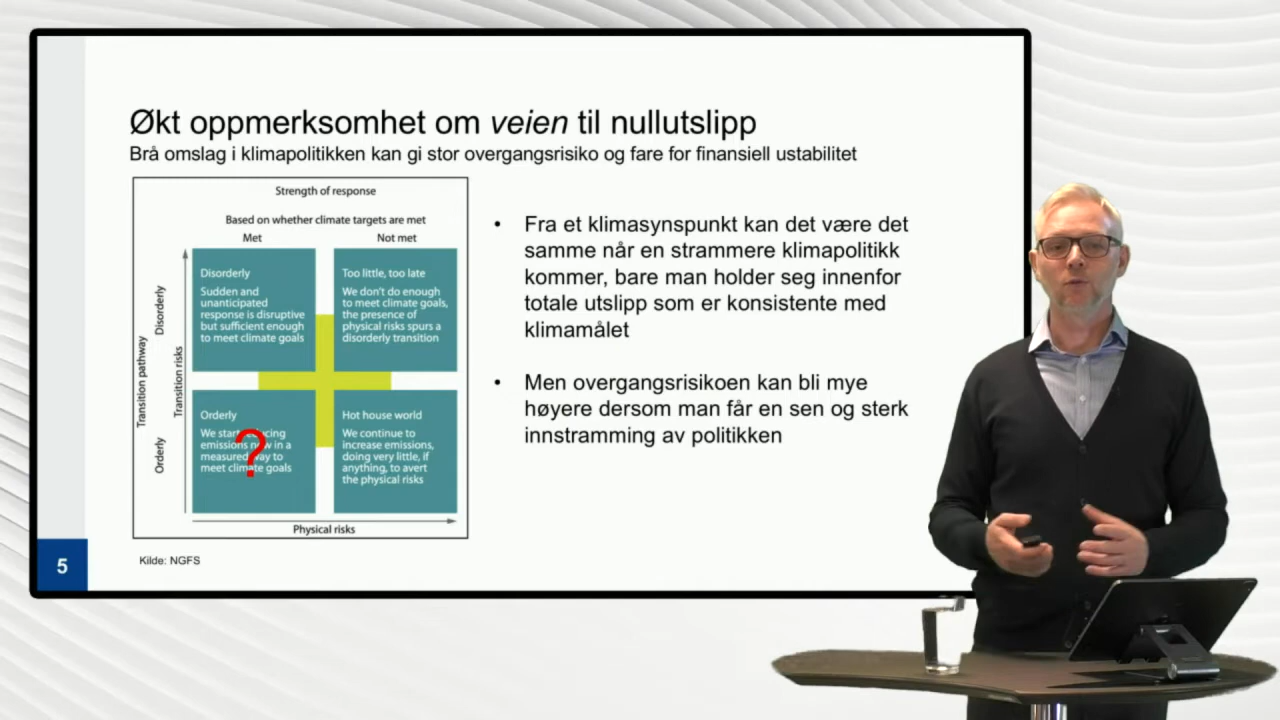 Økt oppmerksomhet om veien til nullutslipp
Brå omslag i klimapolitikken kan gi stor overgangsrisiko og fare for finansiell ustabilitet
Strength of response
Based on whether climate targets are met
Met
Not met
Transition pathway
Disorderly
Orderly
Transition risks
Disorderly
Sudden and
unanticipated
response is disruptive
but sufficient enough
to meet climate goals
Too little, too late
We don't do enough
to meet climate goals,
the presence of
physical risks spurs a
disorderly transition
Orderly
We start reducing
emissions now in a
measured way to
meet climate goals
?
Hot house world
We continue to
increase emissions,
doing very little, if
anything, to avert
the physical risks
Physical risks
Kilde: NGFS
• Fra et klimasynspunkt kan det være det
samme når en strammere klimapolitikk
kommer, bare man holder seg innenfor
totale utslipp som er konsistente med
klimamålet
• Men overgangsrisikoen kan bli mye
høyere dersom man får en sen og sterk
innstramming av politikken
5